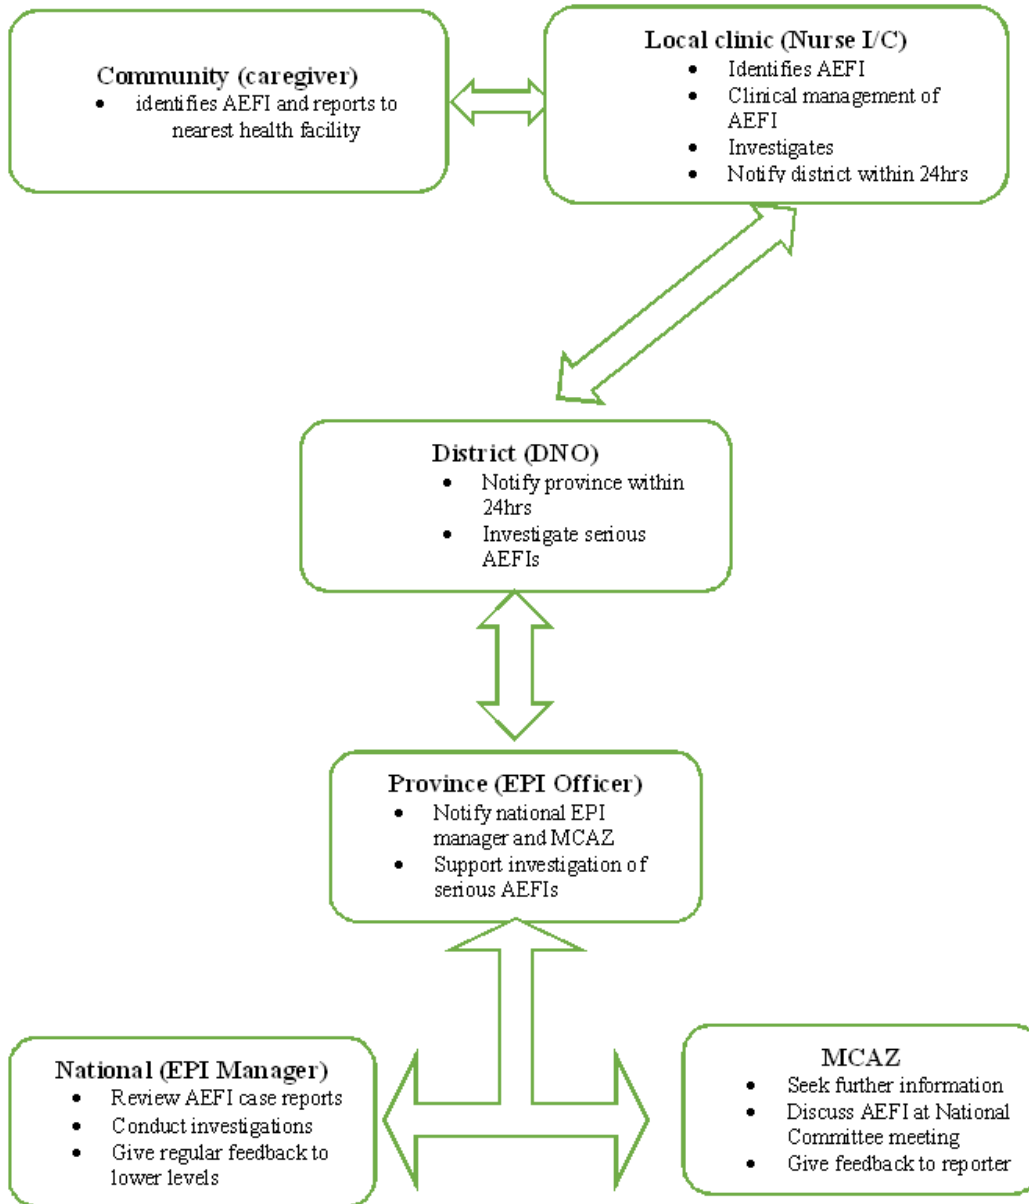 Community (caregiver)
• identifies AEFI and reports to
nearest health facility
Local clinic (Nurse I/C)
• Identifies AEFI
• Clinical management of
AEFI
• Investigates
• Notify district within 24hrs
District (DNO)
• Notify province within
24hrs
• Investigate serious
AEFIs
Province (EPI Officer)
• Notify national EPI
manager and MCAZ
• Support investigation of
serious AEFIs
National (EPI Manager)
• Review AEFI case reports
• Conduct investigations
• Give regular feedback to
lower levels
MCAZ
• Seek further information
• Discuss AEFI at National
Committee meeting
• Give feedback to reporter